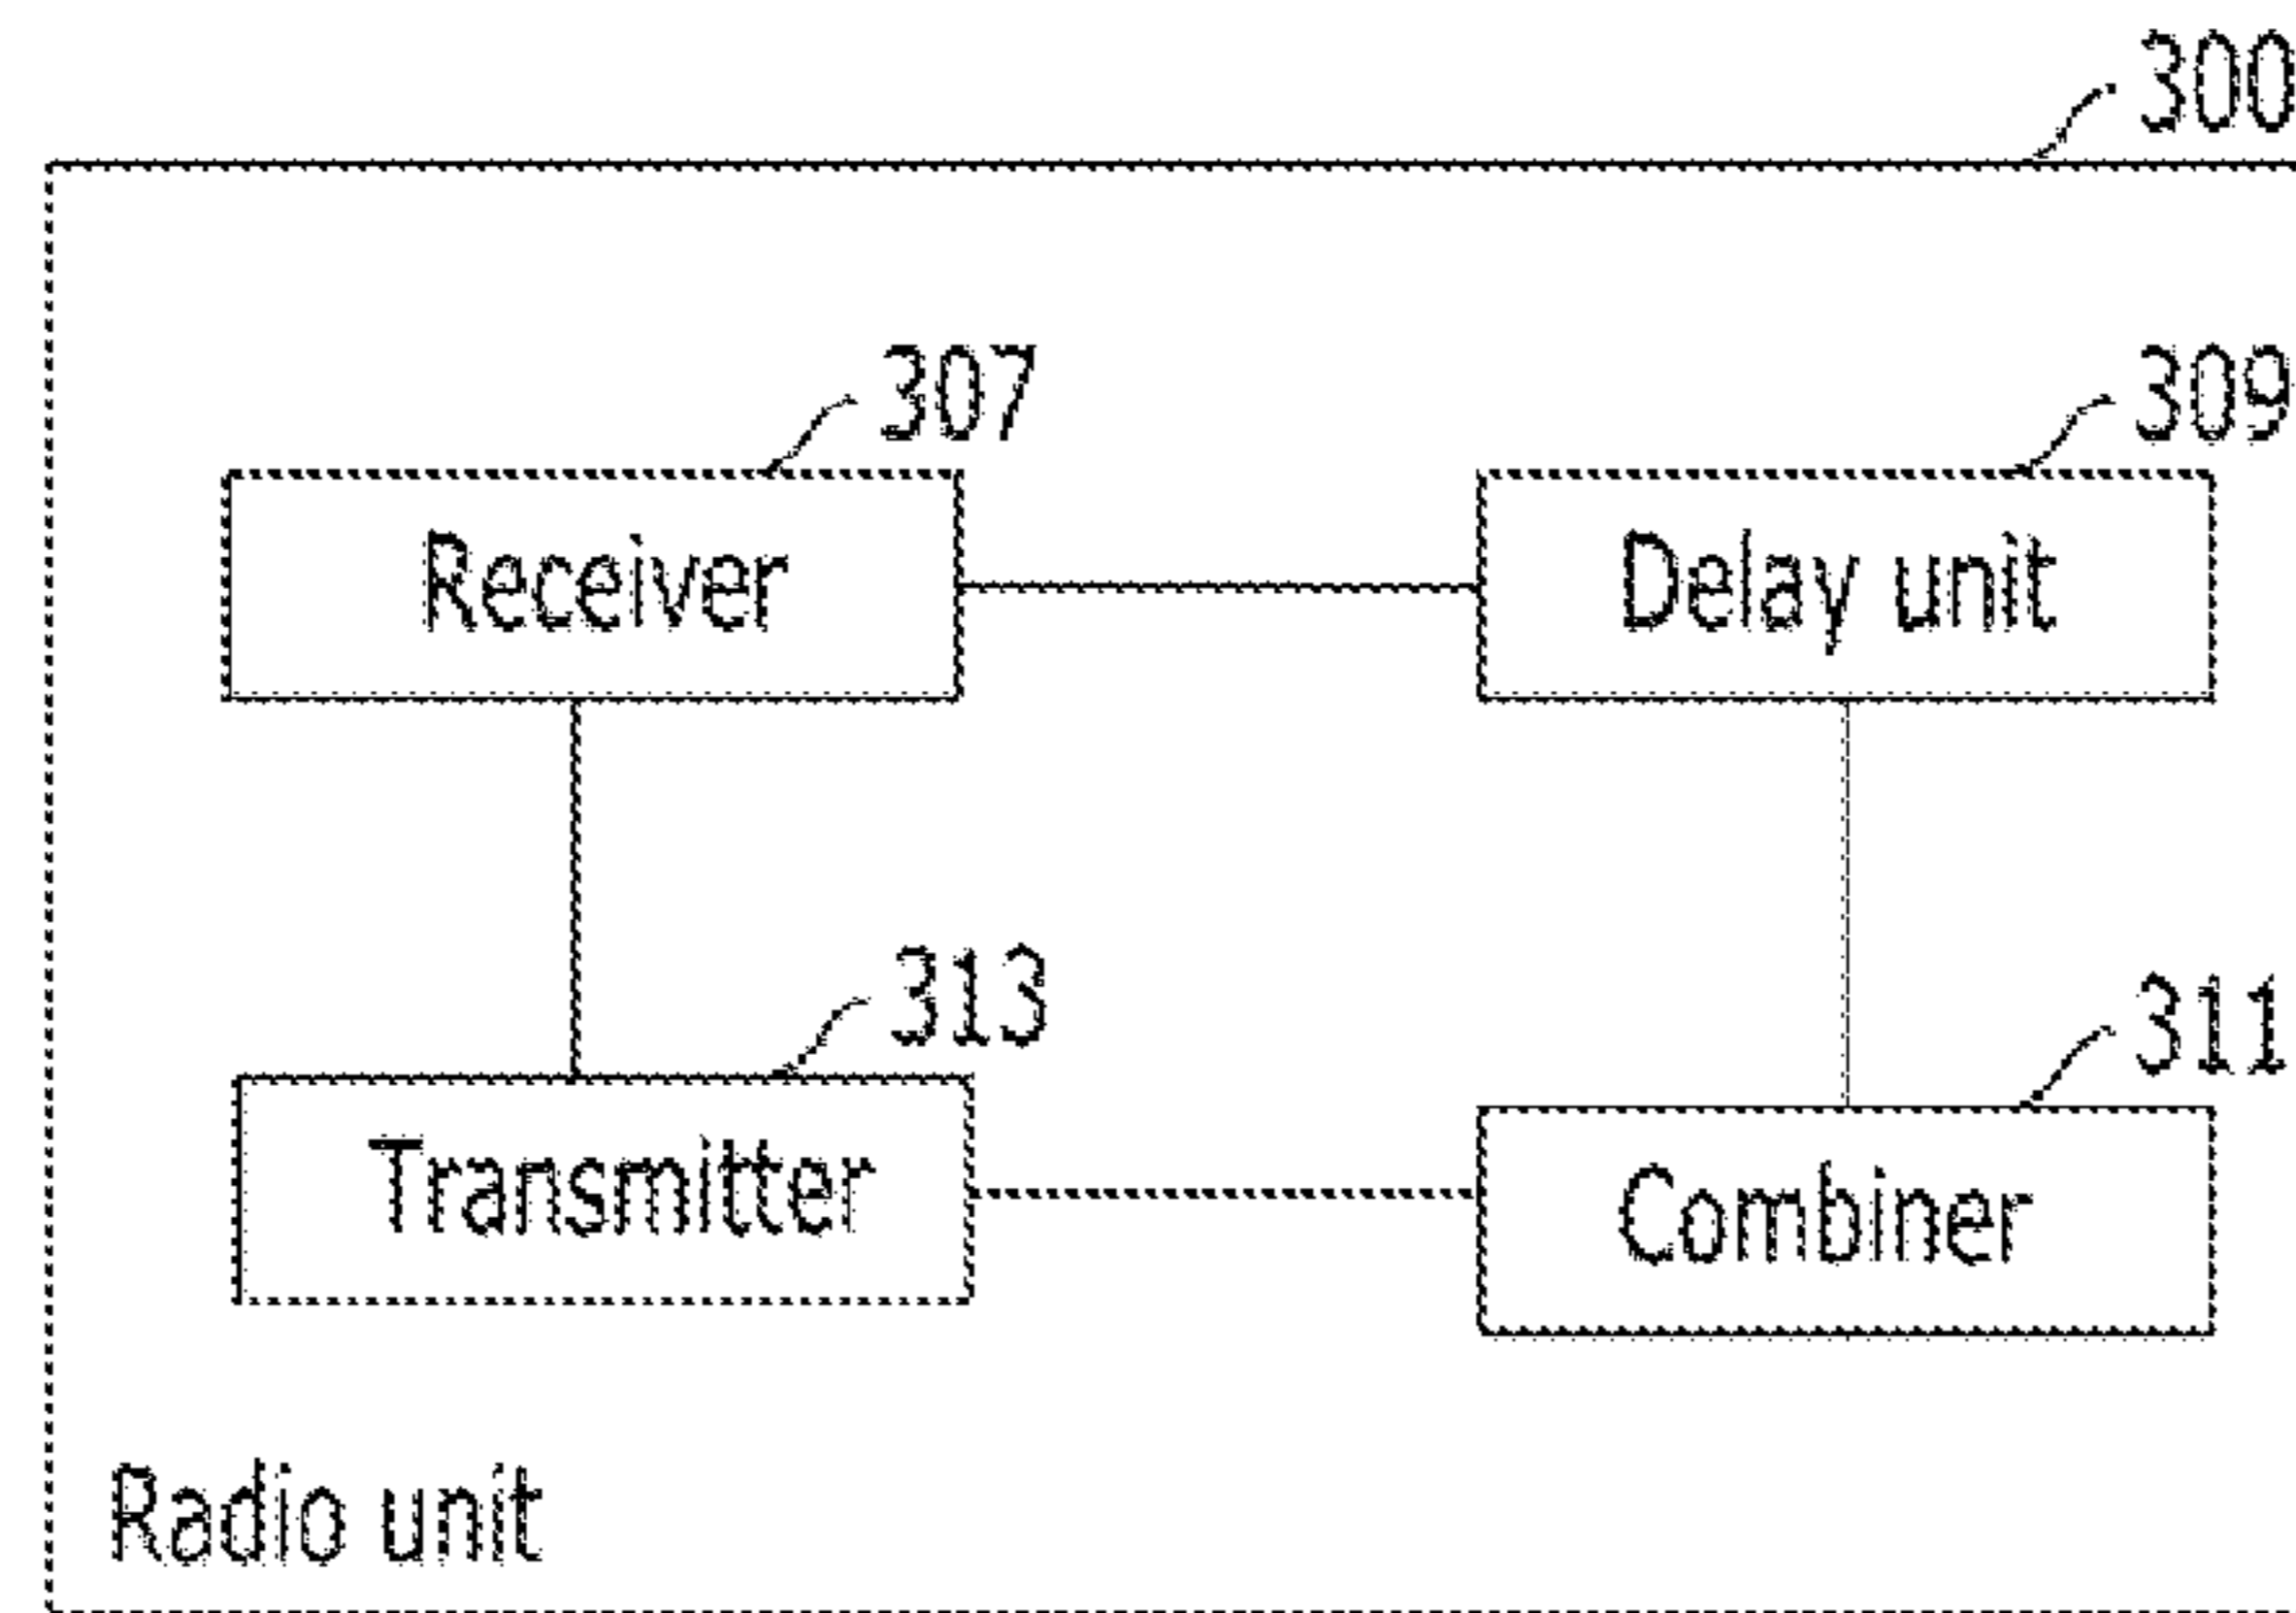 300
307
309
Receiver
Delay unit
313
311
Transmitter
Combiner
Radio unit